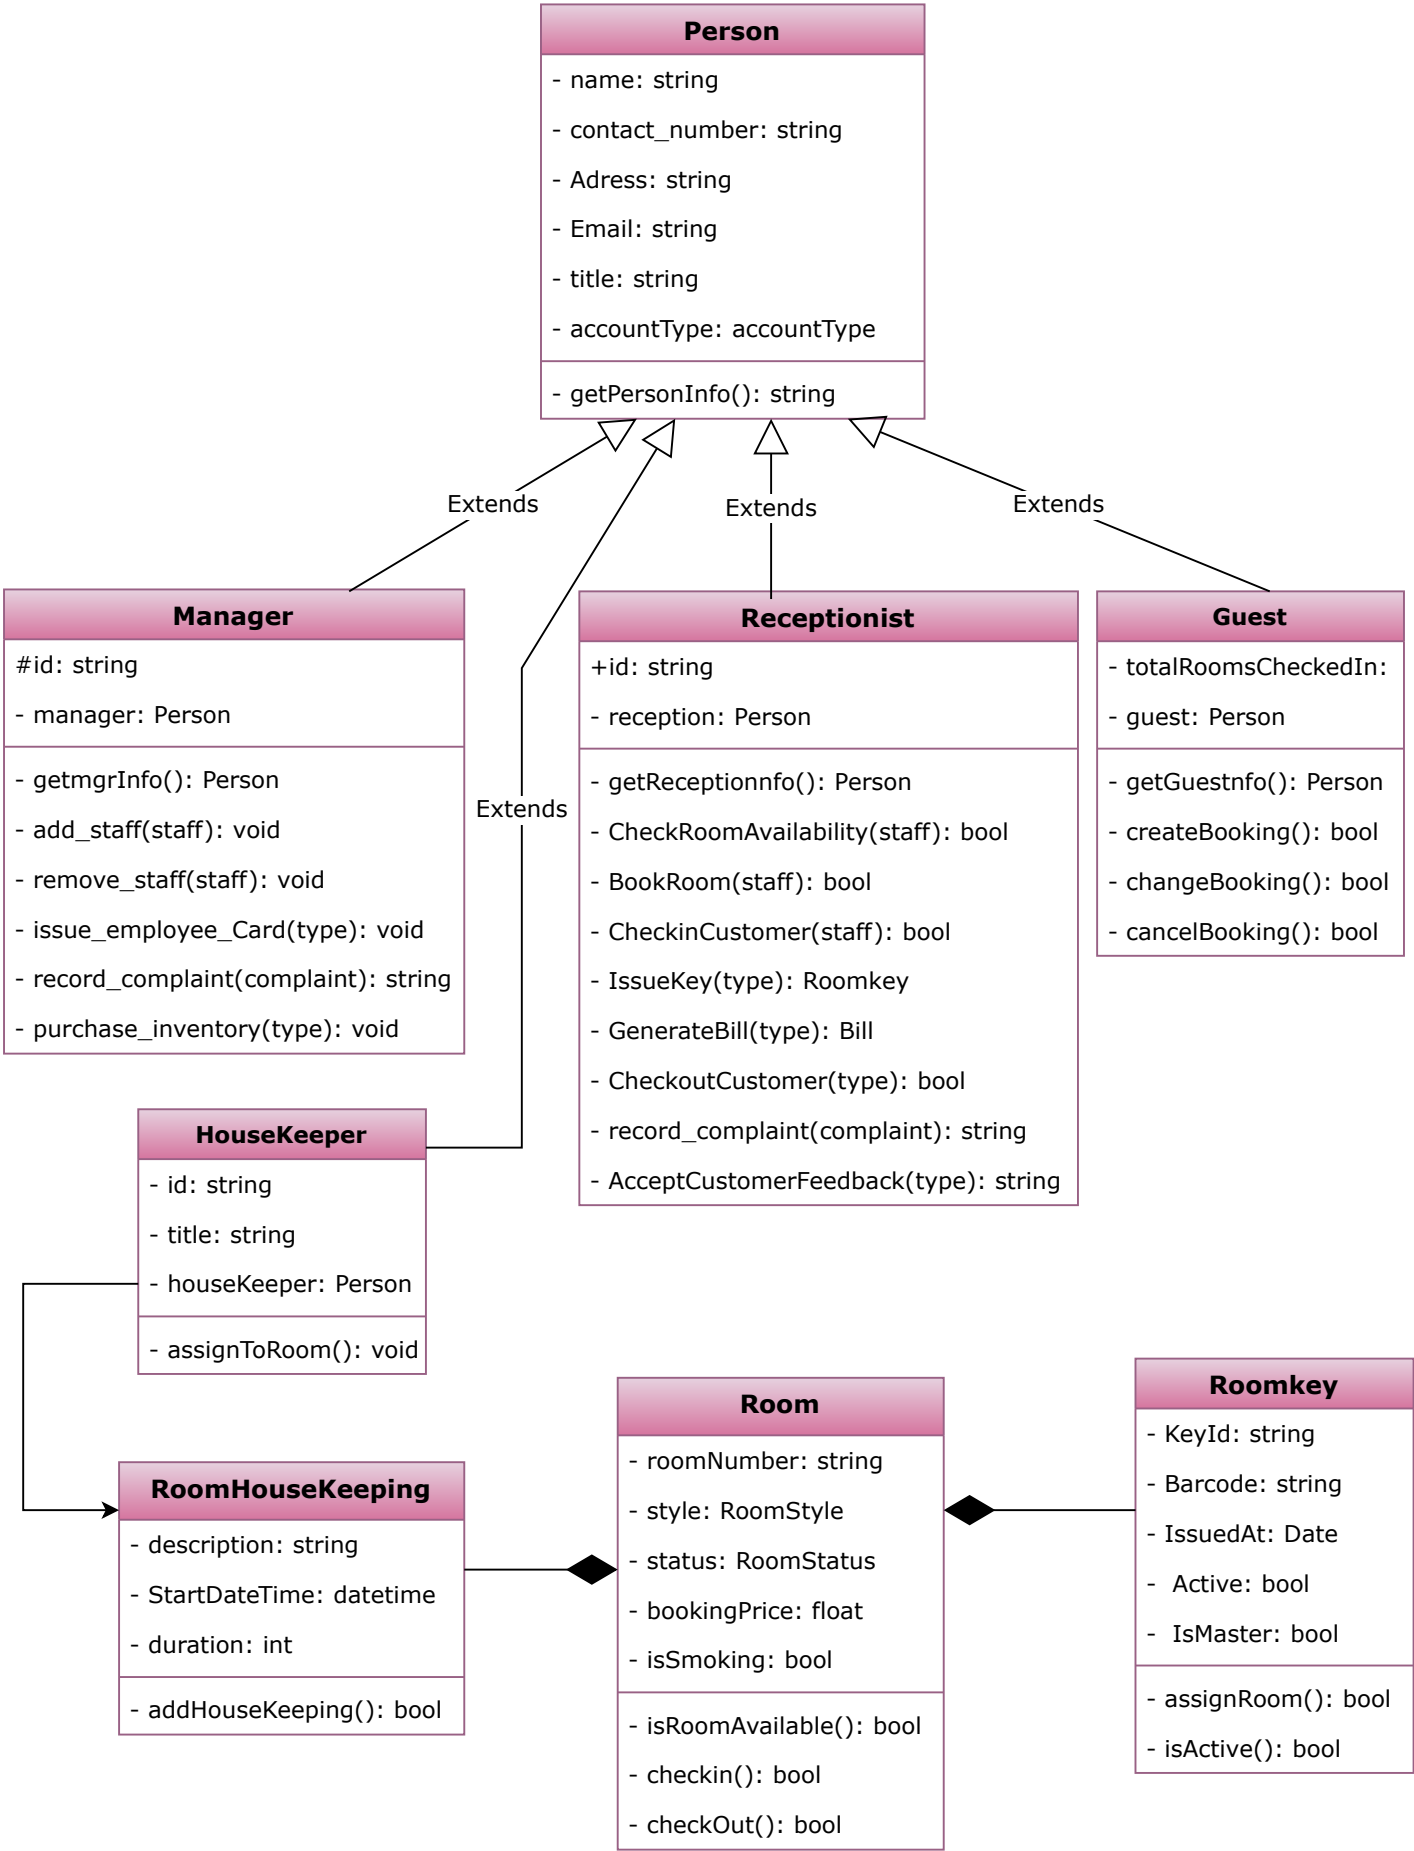 Person
- name: string
- contact_number: string
- Adress: string
- Email: string
- title: string
- accountType: accountType
- getPersonInfo(): string
Extends
Extends
Extends
Extends
Manager
#id: string
- manager: Person
- getmgrInfo(): Person
- add_staff(staff): void
- remove_staff(staff): void
- issue_employee_Card(type): void
- record_complaint(complaint): string
- purchase_inventory(type): void
Receptionist
+id: string
- reception: Person
- getReceptionnfo(): Person
- CheckRoomAvailability(staff): bool
- BookRoom(staff): bool
- CheckinCustomer(staff): bool
- IssueKey(type): Roomkey
- GenerateBill(type): Bill
- CheckoutCustomer(type): bool
- record_complaint(complaint): string
- AcceptCustomerFeedback(type): string
Guest
- totalRoomsCheckedIn:
- guest: Person
- getGuestnfo(): Person
- createBooking(): bool
- changeBooking(): bool
- cancelBooking(): bool
HouseKeeper
- id: string
- title: string
- houseKeeper: Person
- assignToRoom(): void
RoomHouseKeeping
- description: string
- StartDateTime: datetime
- duration: int
- addHouseKeeping(): bool
Room
- roomNumber: string
- style: RoomStyle
- status: RoomStatus
- bookingPrice: float
- isSmoking: bool
- isRoomAvailable(): bool
- checkin(): bool
- checkOut(): bool
Roomkey
- KeyId: string
- Barcode: string
- IssuedAt: Date
- Active: bool
- IsMaster: bool
- assignRoom(): bool
- isActive(): bool